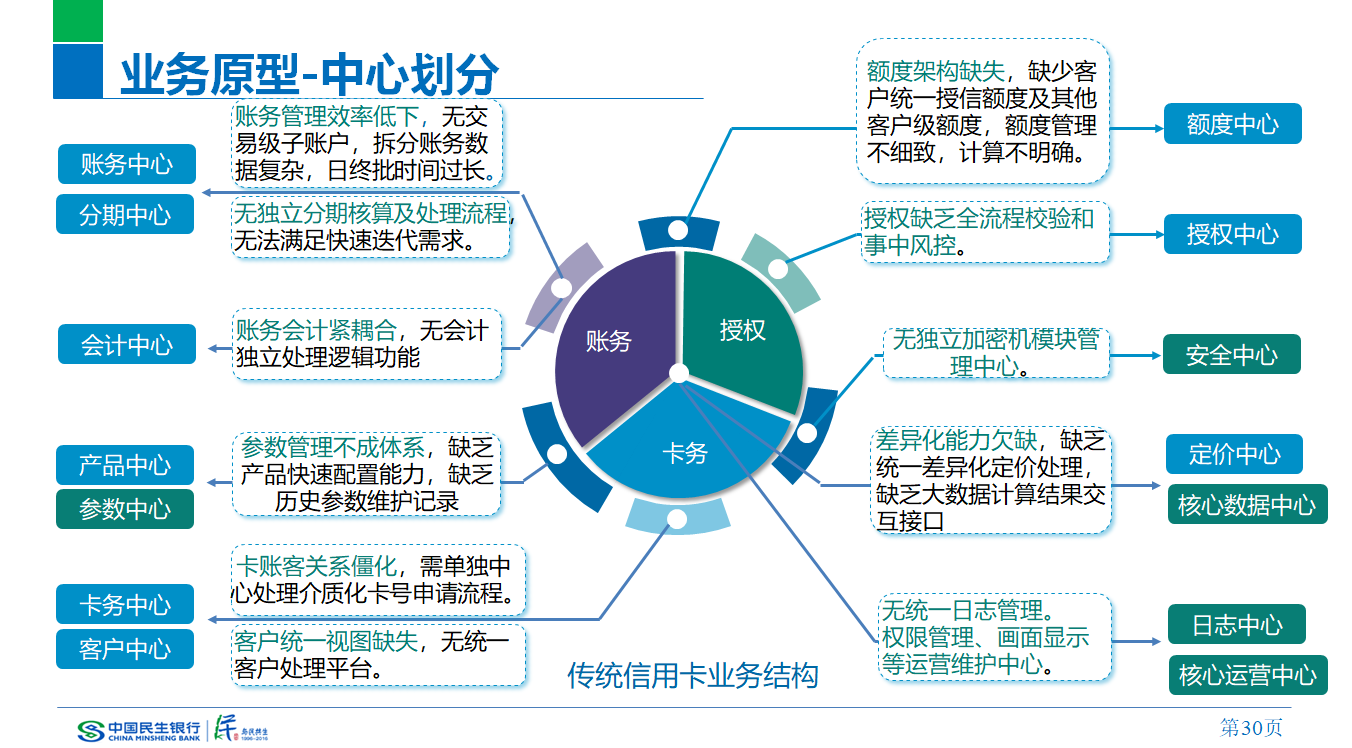 业务原型-中心划分
账务管理效率低下，无交
易级子账户，拆分账务数
据复杂，日终批时间过长。
账务中心
分期中心
无独立分期核算及处理流程，
无法满足快速迭代需求。
会计中心
账务会计紧耦合，无会计
独立处理逻辑功能
产品中心
参数中心
参数管理不成体系，缺乏
产品快速配置能力，缺乏
历史参数维护记录
卡务中心
客户中心
卡账客关系僵化，需单独中
心处理介质化卡号申请流程。
客户统一视图缺失，无统一
客户处理平台。
账务
授权
卡务
传统信用卡业务结构
额度架构缺失，缺少客
户统一授信额度及其他
客户级额度，额度管理
不细致，计算不明确。
额度中心
授权缺乏全流程校验和
事中风控。
授权中心
无独立加密机模块管
理中心。
安全中心
差异化能力欠缺，缺乏
统一差异化定价处理，
缺乏大数据计算结果交
互接口
定价中心
核心数据中心
无统一日志管理。
权限管理、画面显示
等运营维护中心。
日志中心
核心运营中心
中国民生银行
CHINA MINSHENG BANK
与民共生
1996-2016
第30页